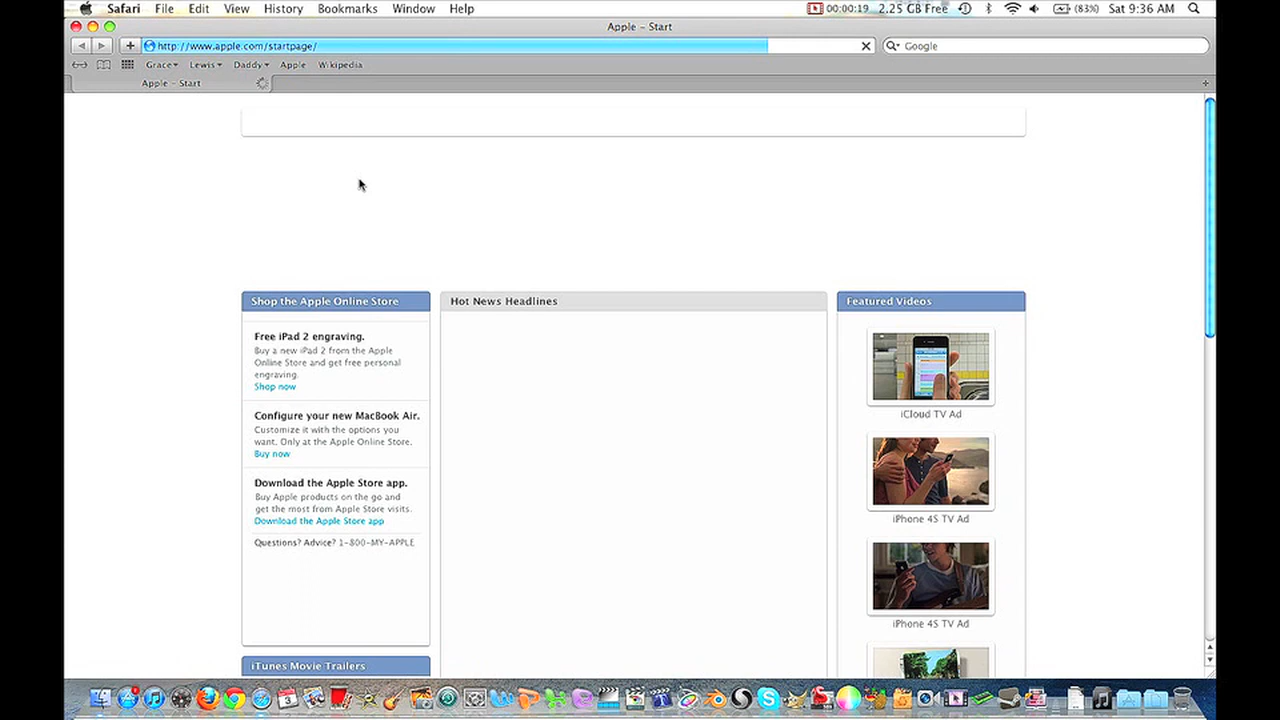 Safari File Edit View History Bookmarks Window Help 00:00:19 2.25 GB Free (83%) Sat 9:36 AM
Apple – Start
http://www.apple.com/startpage/ Google
Grace Lewis Daddy Apple Wikipedia
Apple – Start
Shop the Apple Online Store
Free iPad 2 engraving.
Buy a new iPad 2 from the Apple
Online Store and get free personal
engraving.
Shop now
Configure your new MacBook Air.
Customize it with the options you
want. Only at the Apple Online Store.
Buy now
Download the Apple Store app.
Buy Apple products on the go and
get the most from Apple Store visits.
Download the Apple Store app
Questions? Advice? 1-800-MY-APPLE
iTunes Movie Trailers
Hot News Headlines
Featured Videos
iCloud TV Ad
iPhone 4S TV Ad
iPhone 4S TV Ad